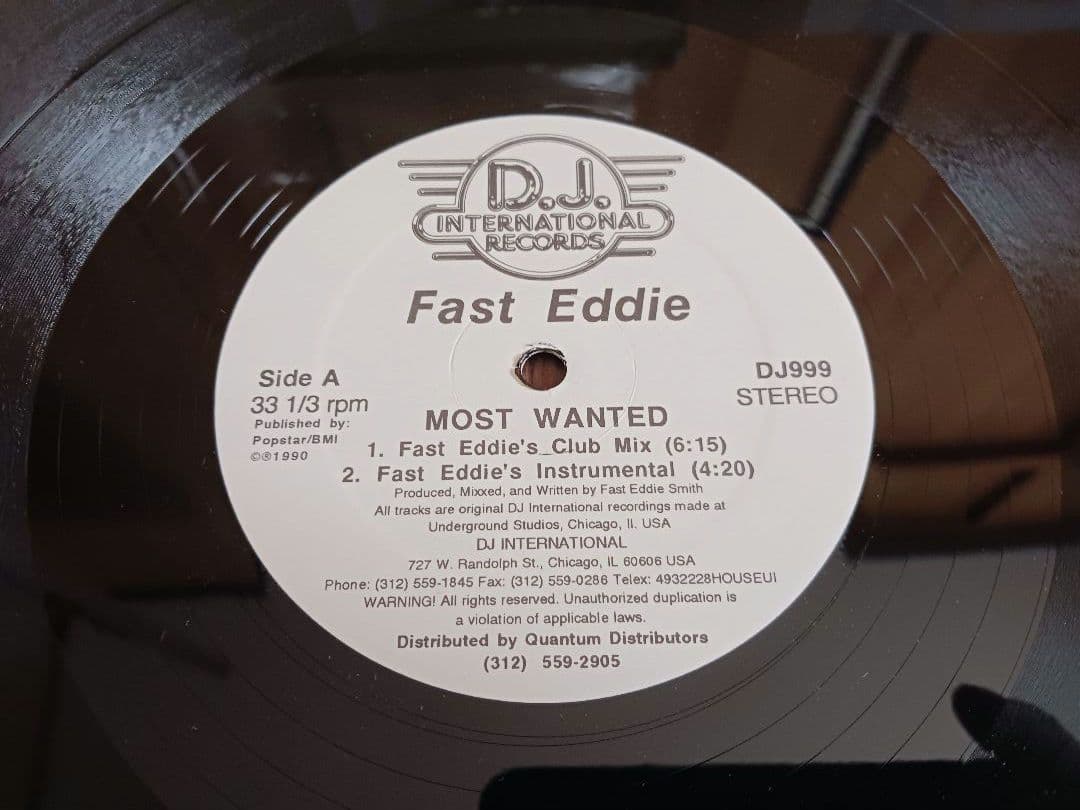 D.J.
INTERNATIONAL
RECORDS
Fast Eddie
Side A
33 1/3 rpm
Published by:
Popstar/BMI
©®1990
DJ999
STEREO
MOST WANTED
1. Fast Eddie's Club Mix (6:15)
2. Fast Eddie's Instrumental (4:20)
Produced, Mixxed, and Written by Fast Eddie Smith
All tracks are original DJ International recordings made at
Underground Studios, Chicago, Il. USA
DJ INTERNATIONAL
727 W. Randolph St., Chicago, IL 60606 USA
Phone: (312) 559-1845 Fax: (312) 559-0286 Telex: 4932228HOUSEUI
WARNING! All rights reserved. Unauthorized duplication is
a violation of applicable laws.
Distributed by Quantum Distributors
(312) 559-2905